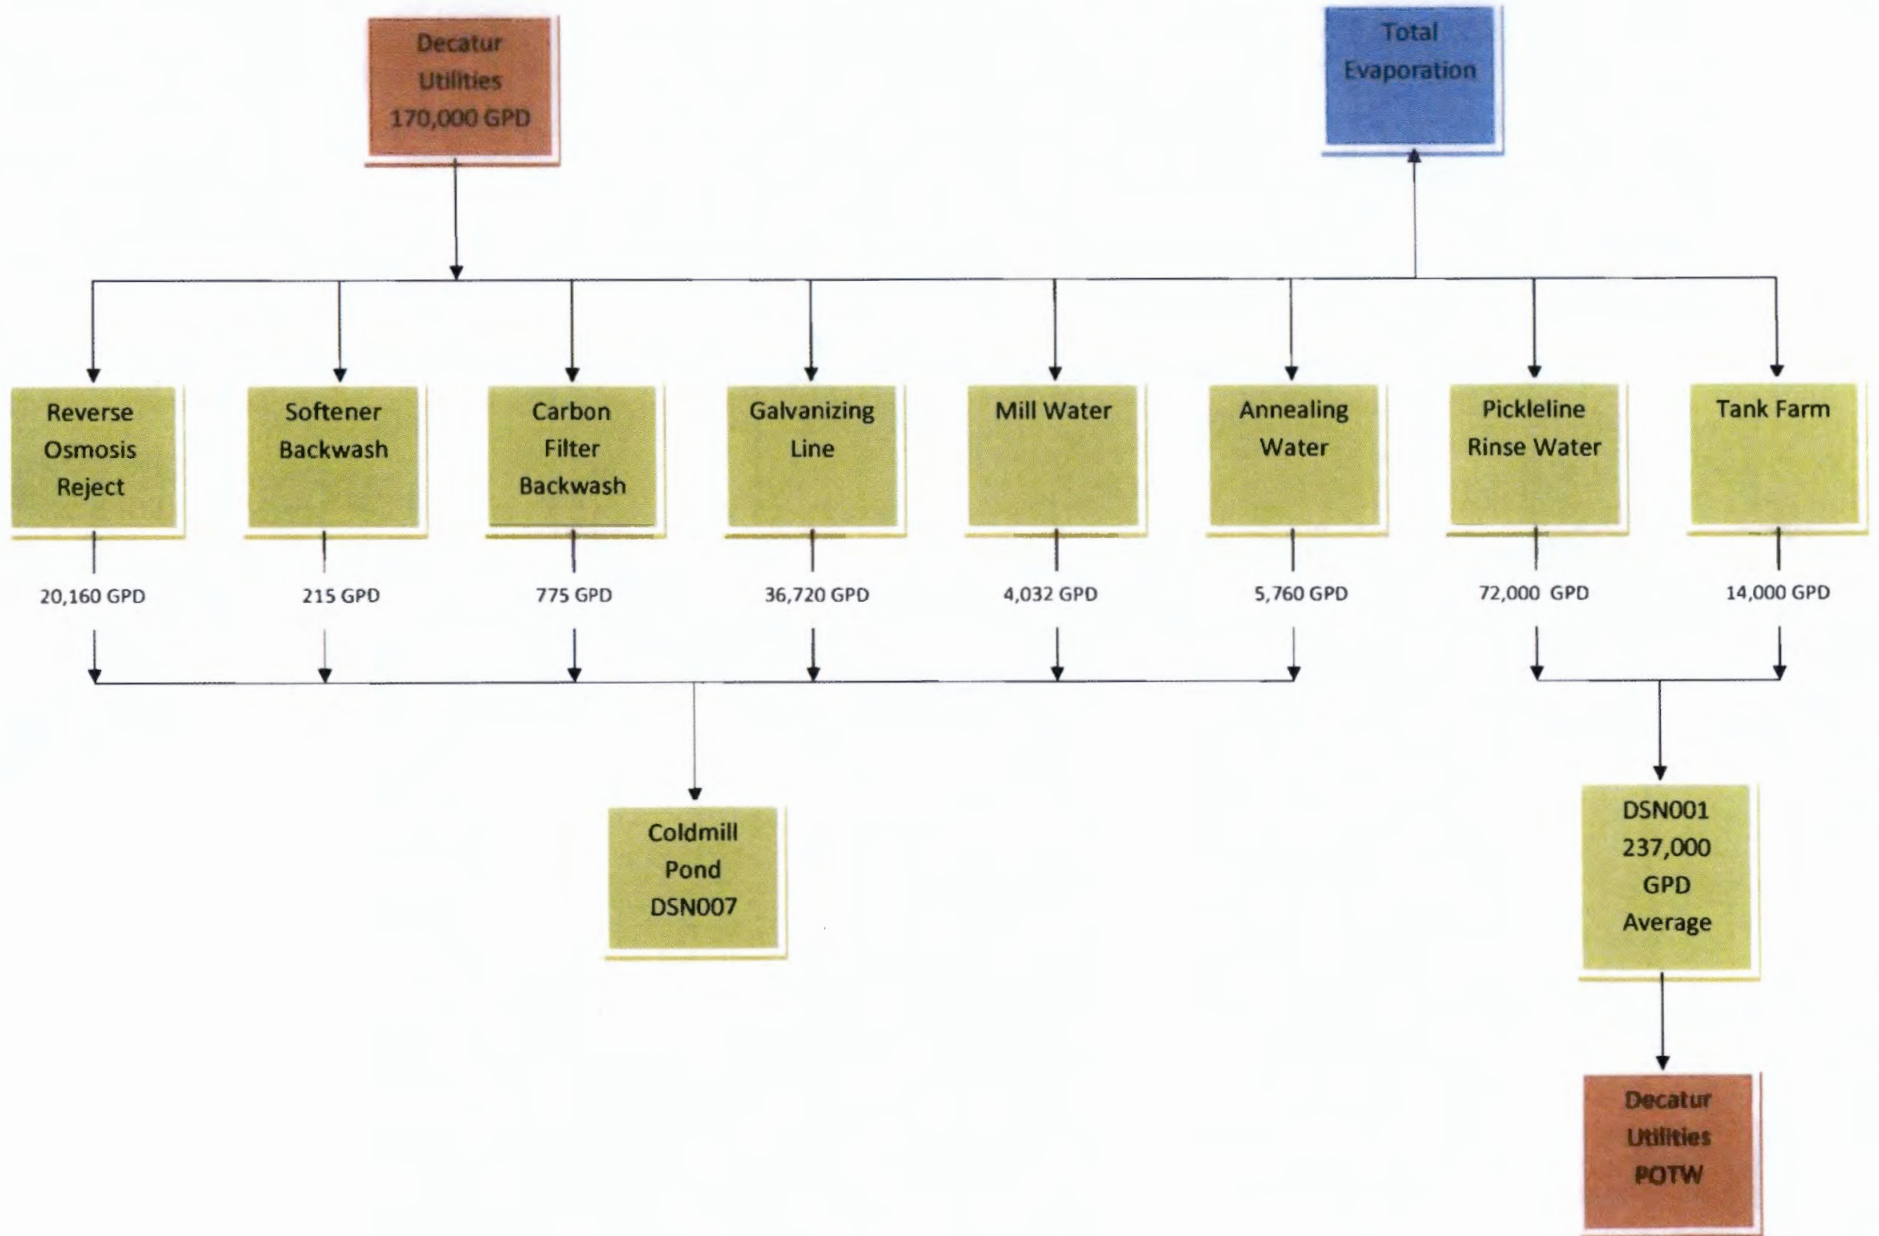 Decatur
Utilities
170,000 GPD
Total
Evaporation
Reverse
Osmosis
Reject
Softener
Backwash
Carbon
Filter
Backwash
Galvanizing
Line
Mill Water
Annealing
Water
Pickleline
Rinse Water
Tank Farm
20,160 GPD
215 GPD
775 GPD
36,720 GPD
4,032 GPD
5,760 GPD
72,000 GPD
14,000 GPD
Coldmill
Pond
DSN007
DSN001
237,000
GPD
Average
Decatur
Utilities
POTW